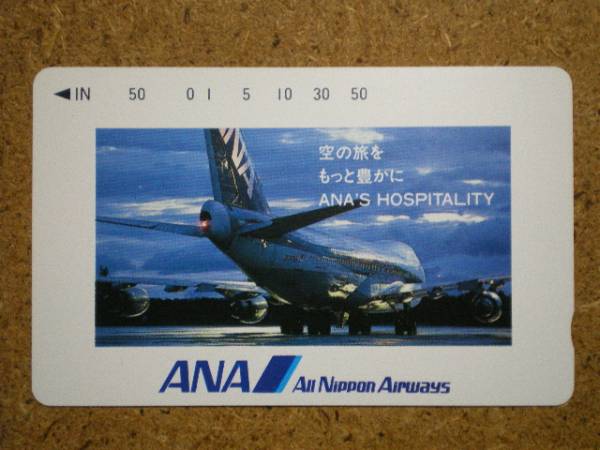 ◀IN 50 0 1 5 10 30 50
空の旅を
もっと豊かに
ANA'S HOSPITALITY
ANA
ANA All Nippon Airways